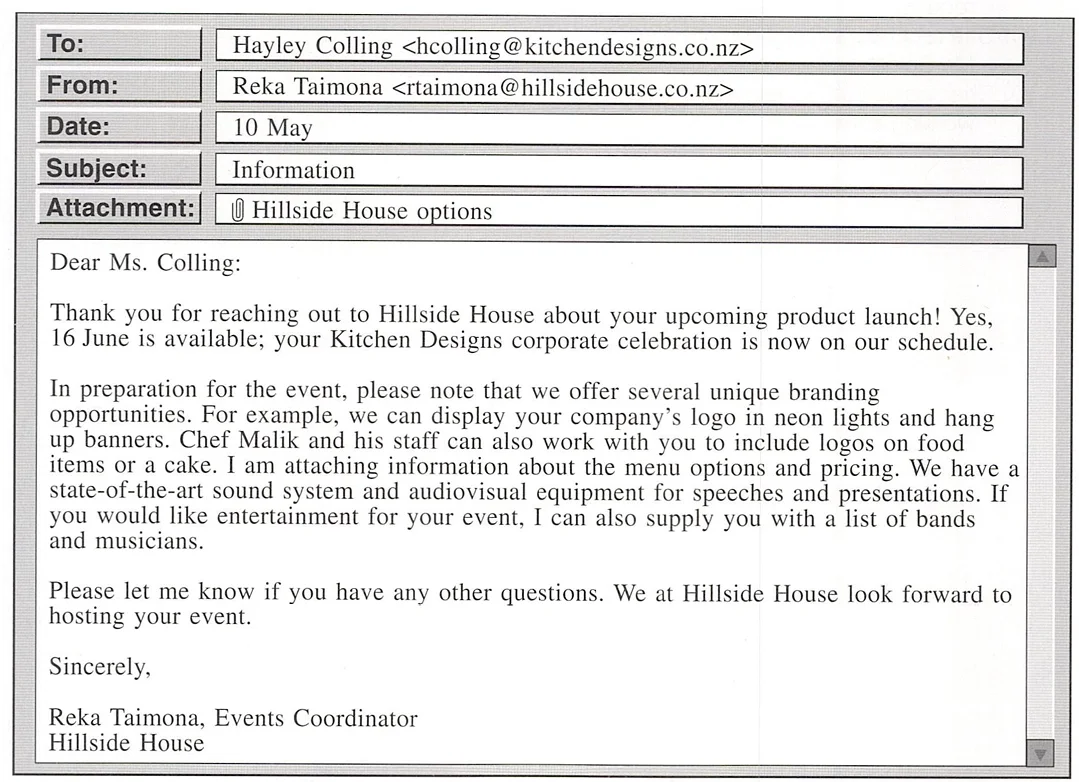 To: Hayley Colling <hcolling@kitchendesigns.co.nz>
From: Reka Taimona <rtaimona@hillsidehouse.co.nz>
Date: 10 May
Subject: Information
Attachment: Hillside House options
Dear Ms. Colling:
Thank you for reaching out to Hillside House about your upcoming product launch! Yes,
16 June is available; your Kitchen Designs corporate celebration is now on our schedule.
In preparation for the event, please note that we offer several unique branding
opportunities. For example, we can display your company's logo in neon lights and hang
up banners. Chef Malik and his staff can also work with you to include logos on food
items or a cake. I am attaching information about the menu options and pricing. We have a
state-of-the-art sound system and audiovisual equipment for speeches and presentations. If
you would like entertainment for your event, I can also supply you with a list of bands
and musicians.
Please let me know if you have any other questions. We at Hillside House look forward to
hosting your event.
Sincerely,
Reka Taimona, Events Coordinator
Hillside House